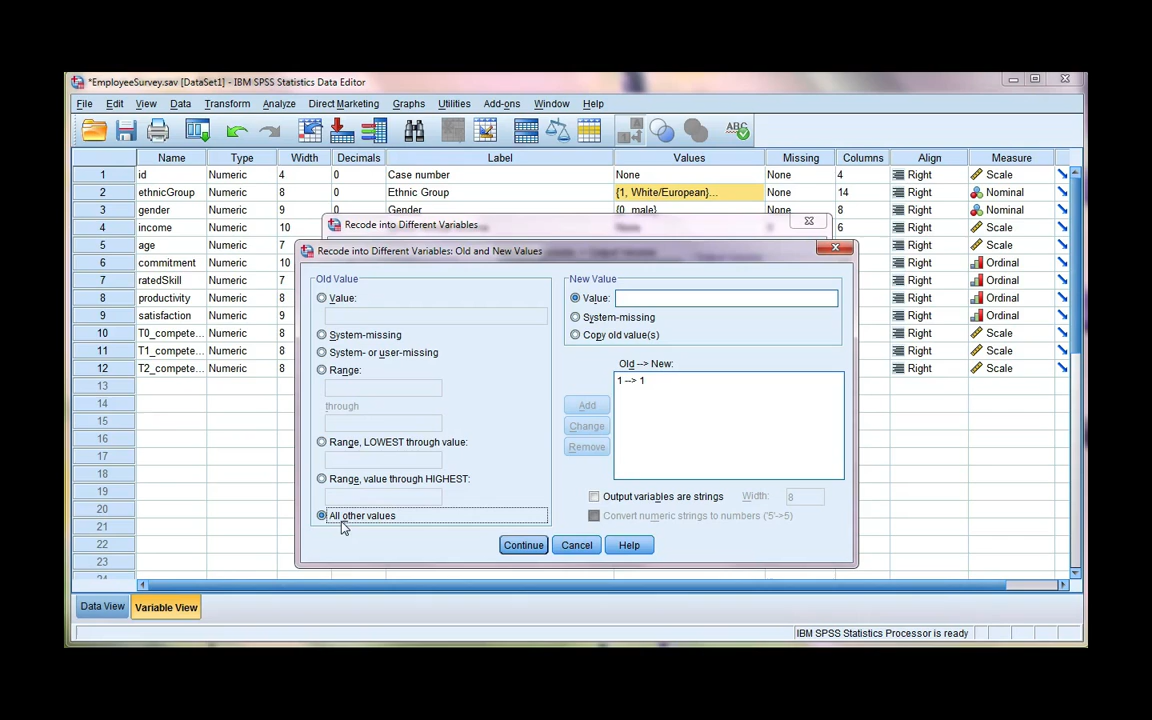 *EmployeeSurvey.sav [DataSet1] - IBM SPSS Statistics Data Editor
File Edit View Data Transform Analyze Direct Marketing Graphs Utilities Add-ons Window Help
Name Type Width Decimals Label Values Missing Columns Align Measure
1 id Numeric 4 0 Case number None None 4 Right Scale
2 ethnicGroup Numeric 8 0 Ethnic Group {1, White/European}... None 14 Right Nominal
3 gender Numeric 9 0 Gender {0, male} None 8 Right Nominal
4 income Numeric 10 6 Right Scale
5 age Numeric 7 Right Scale
6 commitment Numeric 10 Right Ordinal
7 ratedSkill Numeric 7 Right Ordinal
8 productivity Numeric 8 Right Ordinal
9 satisfaction Numeric 9 Right Ordinal
10 T0_compete... Numeric 8 Right Scale
11 T1_compete... Numeric 8 Right Scale
12 T2_compete... Numeric 8 Right Scale
13
14
15
16
17
18
19
20
21
22
23
24
Recode into Different Variables
Recode into Different Variables: Old and New Values
Old Value
Value:
System-missing
System- or user-missing
Range:
through
Range, LOWEST through value:
Range, value through HIGHEST:
All other values
New Value
Value:
System-missing
Copy old value(s)
Old --> New:
1 --> 1
Add
Change
Remove
Output variables are strings Width: 8
Convert numeric strings to numbers ('5'->5)
Continue Cancel Help
Data View Variable View
IBM SPSS Statistics Processor is ready